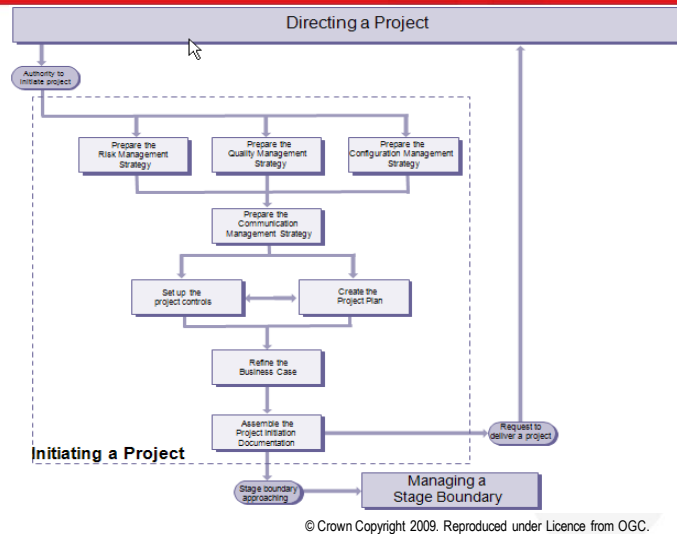 Directing a Project
Authority to
initiate project
Prepare the
Risk Management
Strategy
Prepare the
Quality Management
Strategy
Prepare the
Configuration Management
Strategy
Prepare the
Communication
Management Strategy
Set up the
project controls
Create the
Project Plan
Refine the
Business Case
Assemble the
Project Initiation
Documentation
Request to
deliver a project
Initiating a Project
Stage boundary
approaching
Managing a
Stage Boundary
© Crown Copyright 2009. Reproduced under Licence from OGC.